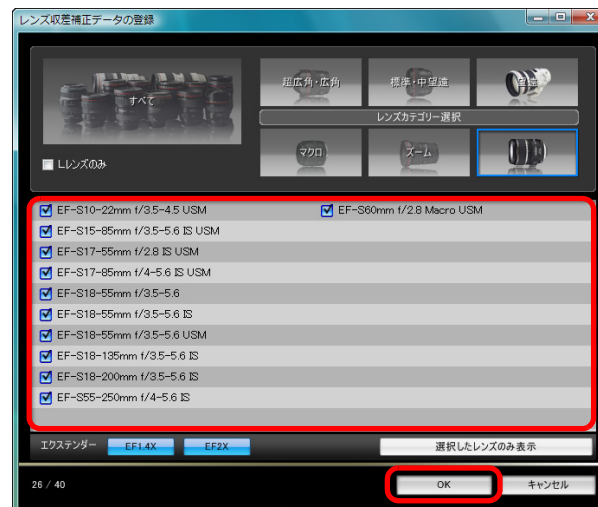 レンズ収差補正データの登録
すべて
超広角・広角
標準・中望遠
望遠
レンズカテゴリー選択
マクロ
ズーム
Lレンズのみ
EF-S10-22mm f/3.5-4.5 USM
EF-S60mm f/2.8 Macro USM
EF-S15-85mm f/3.5-5.6 IS USM
EF-S17-55mm f/2.8 IS USM
EF-S17-85mm f/4-5.6 IS USM
EF-S18-55mm f/3.5-5.6
EF-S18-55mm f/3.5-5.6 IS
EF-S18-55mm f/3.5-5.6 USM
EF-S18-135mm f/3.5-5.6 IS
EF-S18-200mm f/3.5-5.6 IS
EF-S55-250mm f/4-5.6 IS
エクステンダー EF1.4X EF2X 選択したレンズのみ表示
26 / 40 OK キャンセル